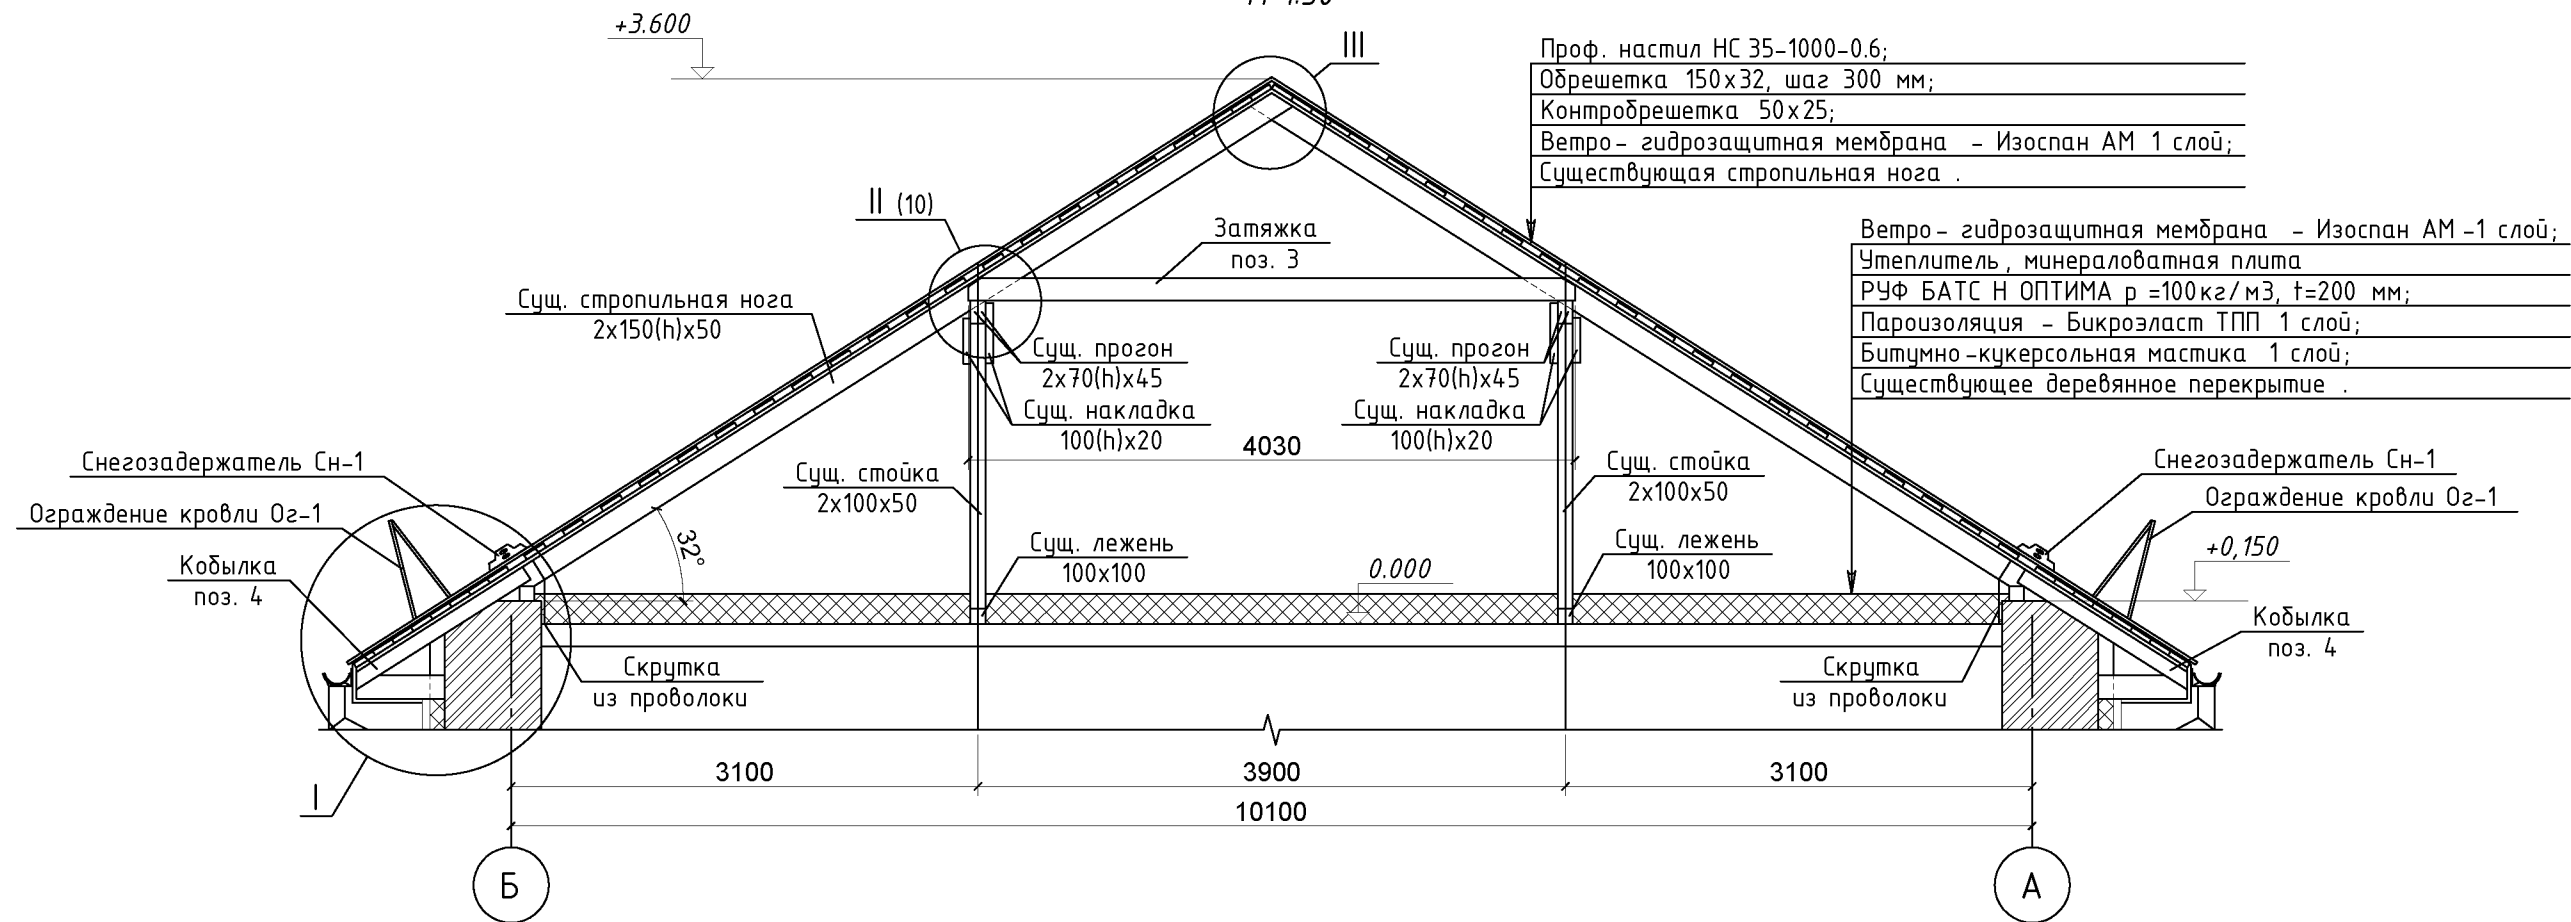 +3.600
III
Проф. настил НС 35-1000-0.6;
Обрешетка 150х32, шаг 300 мм;
Контробрешетка 50х25;
Ветро- гидрозащитная мембрана - Изоспан АМ 1 слой;
Существующая стропильная нога .
II (10)
Затяжка
поз. 3
Ветро- гидрозащитная мембрана - Изоспан АМ -1 слой;
Утеплитель, минераловатная плита
РУФ БАТС Н ОПТИМА р =100кг/м3, t=200 мм;
Пароизоляция - Бикроэласт ТПП 1 слой;
Битумно-кукерсольная мастика 1 слой;
Существующее деревянное перекрытие .
Сущ. стропильная нога
2х150(h)х50
Сущ. прогон
2х70(h)х45
Сущ. накладка
100(h)х20
Сущ. прогон
2х70(h)х45
Сущ. накладка
100(h)х20
4030
Снегозадержатель Сн-1
Ограждение кровли Ог-1
Кобылка
поз. 4
32°
Сущ. стойка
2х100х50
Сущ. лежень
100х100
0.000
Сущ. стойка
2х100х50
Сущ. лежень
100х100
Снегозадержатель Сн-1
Ограждение кровли Ог-1
+0,150
Кобылка
поз. 4
Скрутка
из проволоки
Скрутка
из проволоки
I
3100
3900
3100
10100
Б
А